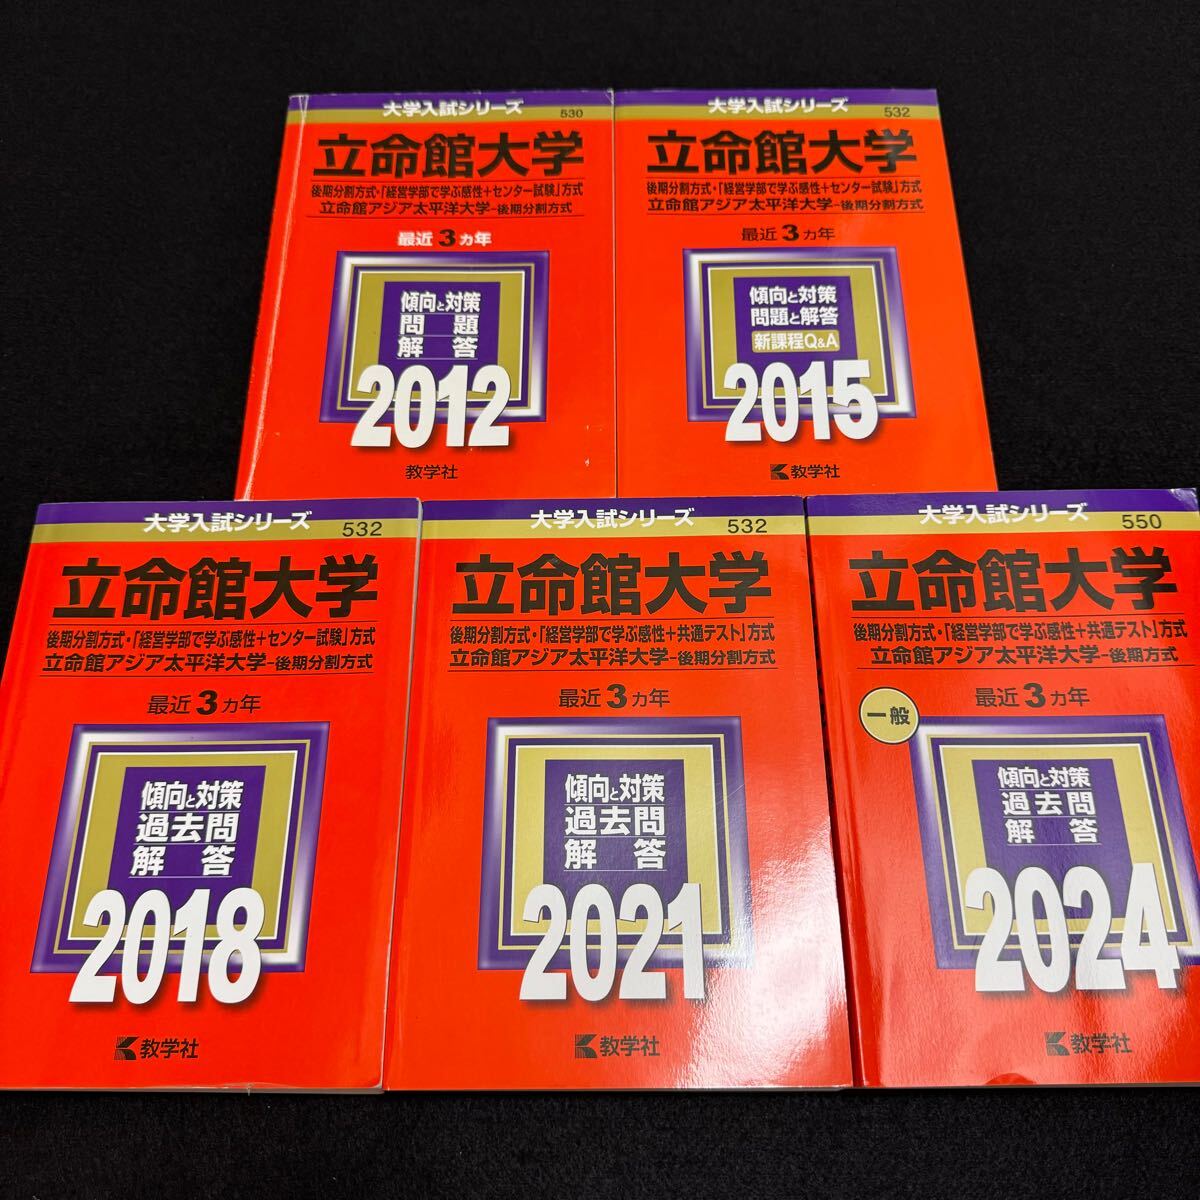 大学入試シリーズ
530
立命館大学
後期分割方式・「経営学部で学ぶ感性＋センター試験」方式
立命館アジア太平洋大学-後期分割方式
最近3カ年
傾向と対策
問題
解答
2012
教学社
大学入試シリーズ
532
立命館大学
後期分割方式・「経営学部で学ぶ感性＋センター試験」方式
立命館アジア太平洋大学-後期分割方式
最近3カ年
傾向と対策
問題と解答
新課程Q&A
2015
教学社
大学入試シリーズ
532
立命館大学
後期分割方式・「経営学部で学ぶ感性＋センター試験」方式
立命館アジア太平洋大学-後期分割方式
最近3カ年
傾向と対策
過去問
解答
2018
教学社
大学入試シリーズ
532
立命館大学
後期分割方式・「経営学部で学ぶ感性＋共通テスト」方式
立命館アジア太平洋大学-後期分割方式
最近3カ年
傾向と対策
過去問
解答
2021
教学社
大学入試シリーズ
550
立命館大学
後期分割方式・「経営学部で学ぶ感性＋共通テスト」方式
立命館アジア太平洋大学-後期方式
最近3カ年
一般
傾向と対策
過去問
解答
2024
教学社